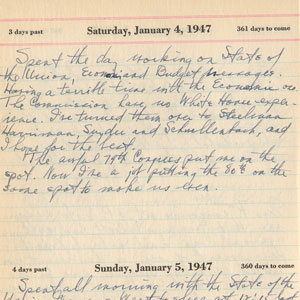 3 days past Saturday, January 4, 1947 361 days to come
Spent the day working on State of
the Union, Econ and Budget messages.
Having a terrible time with the Economic one.
The Commission have no White House expe-
rience. I've turned them over to Steelman
Harriman, Snyder and Schwellenbach, and
I hope for the best.
The awful 79th Congress put me on the
spot. Now I've a job putting the 80th on the
same spot to make us even.
4 days past Sunday, January 5, 1947 360 days to come
Spent all morning with the State of the